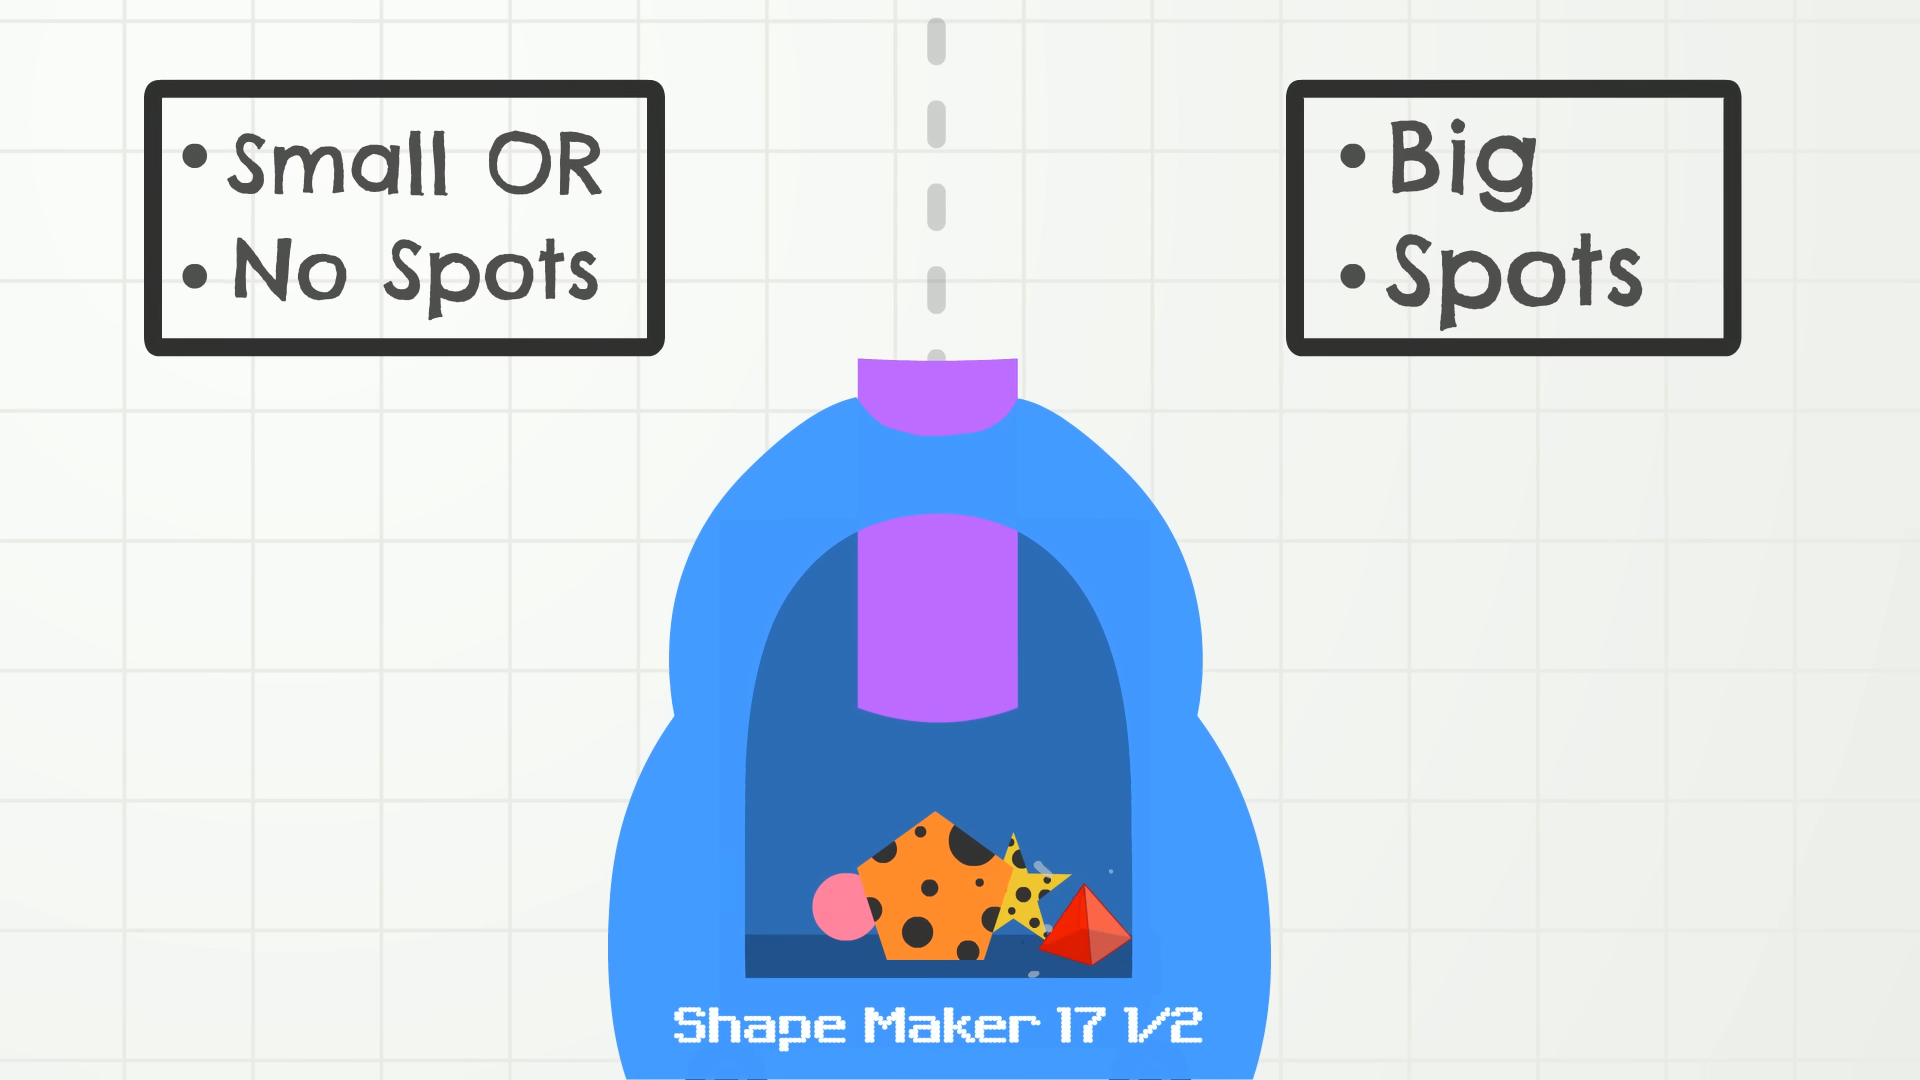 • Small OR
• No Spots
• Big
• Spots
Shape Maker 17 1/2